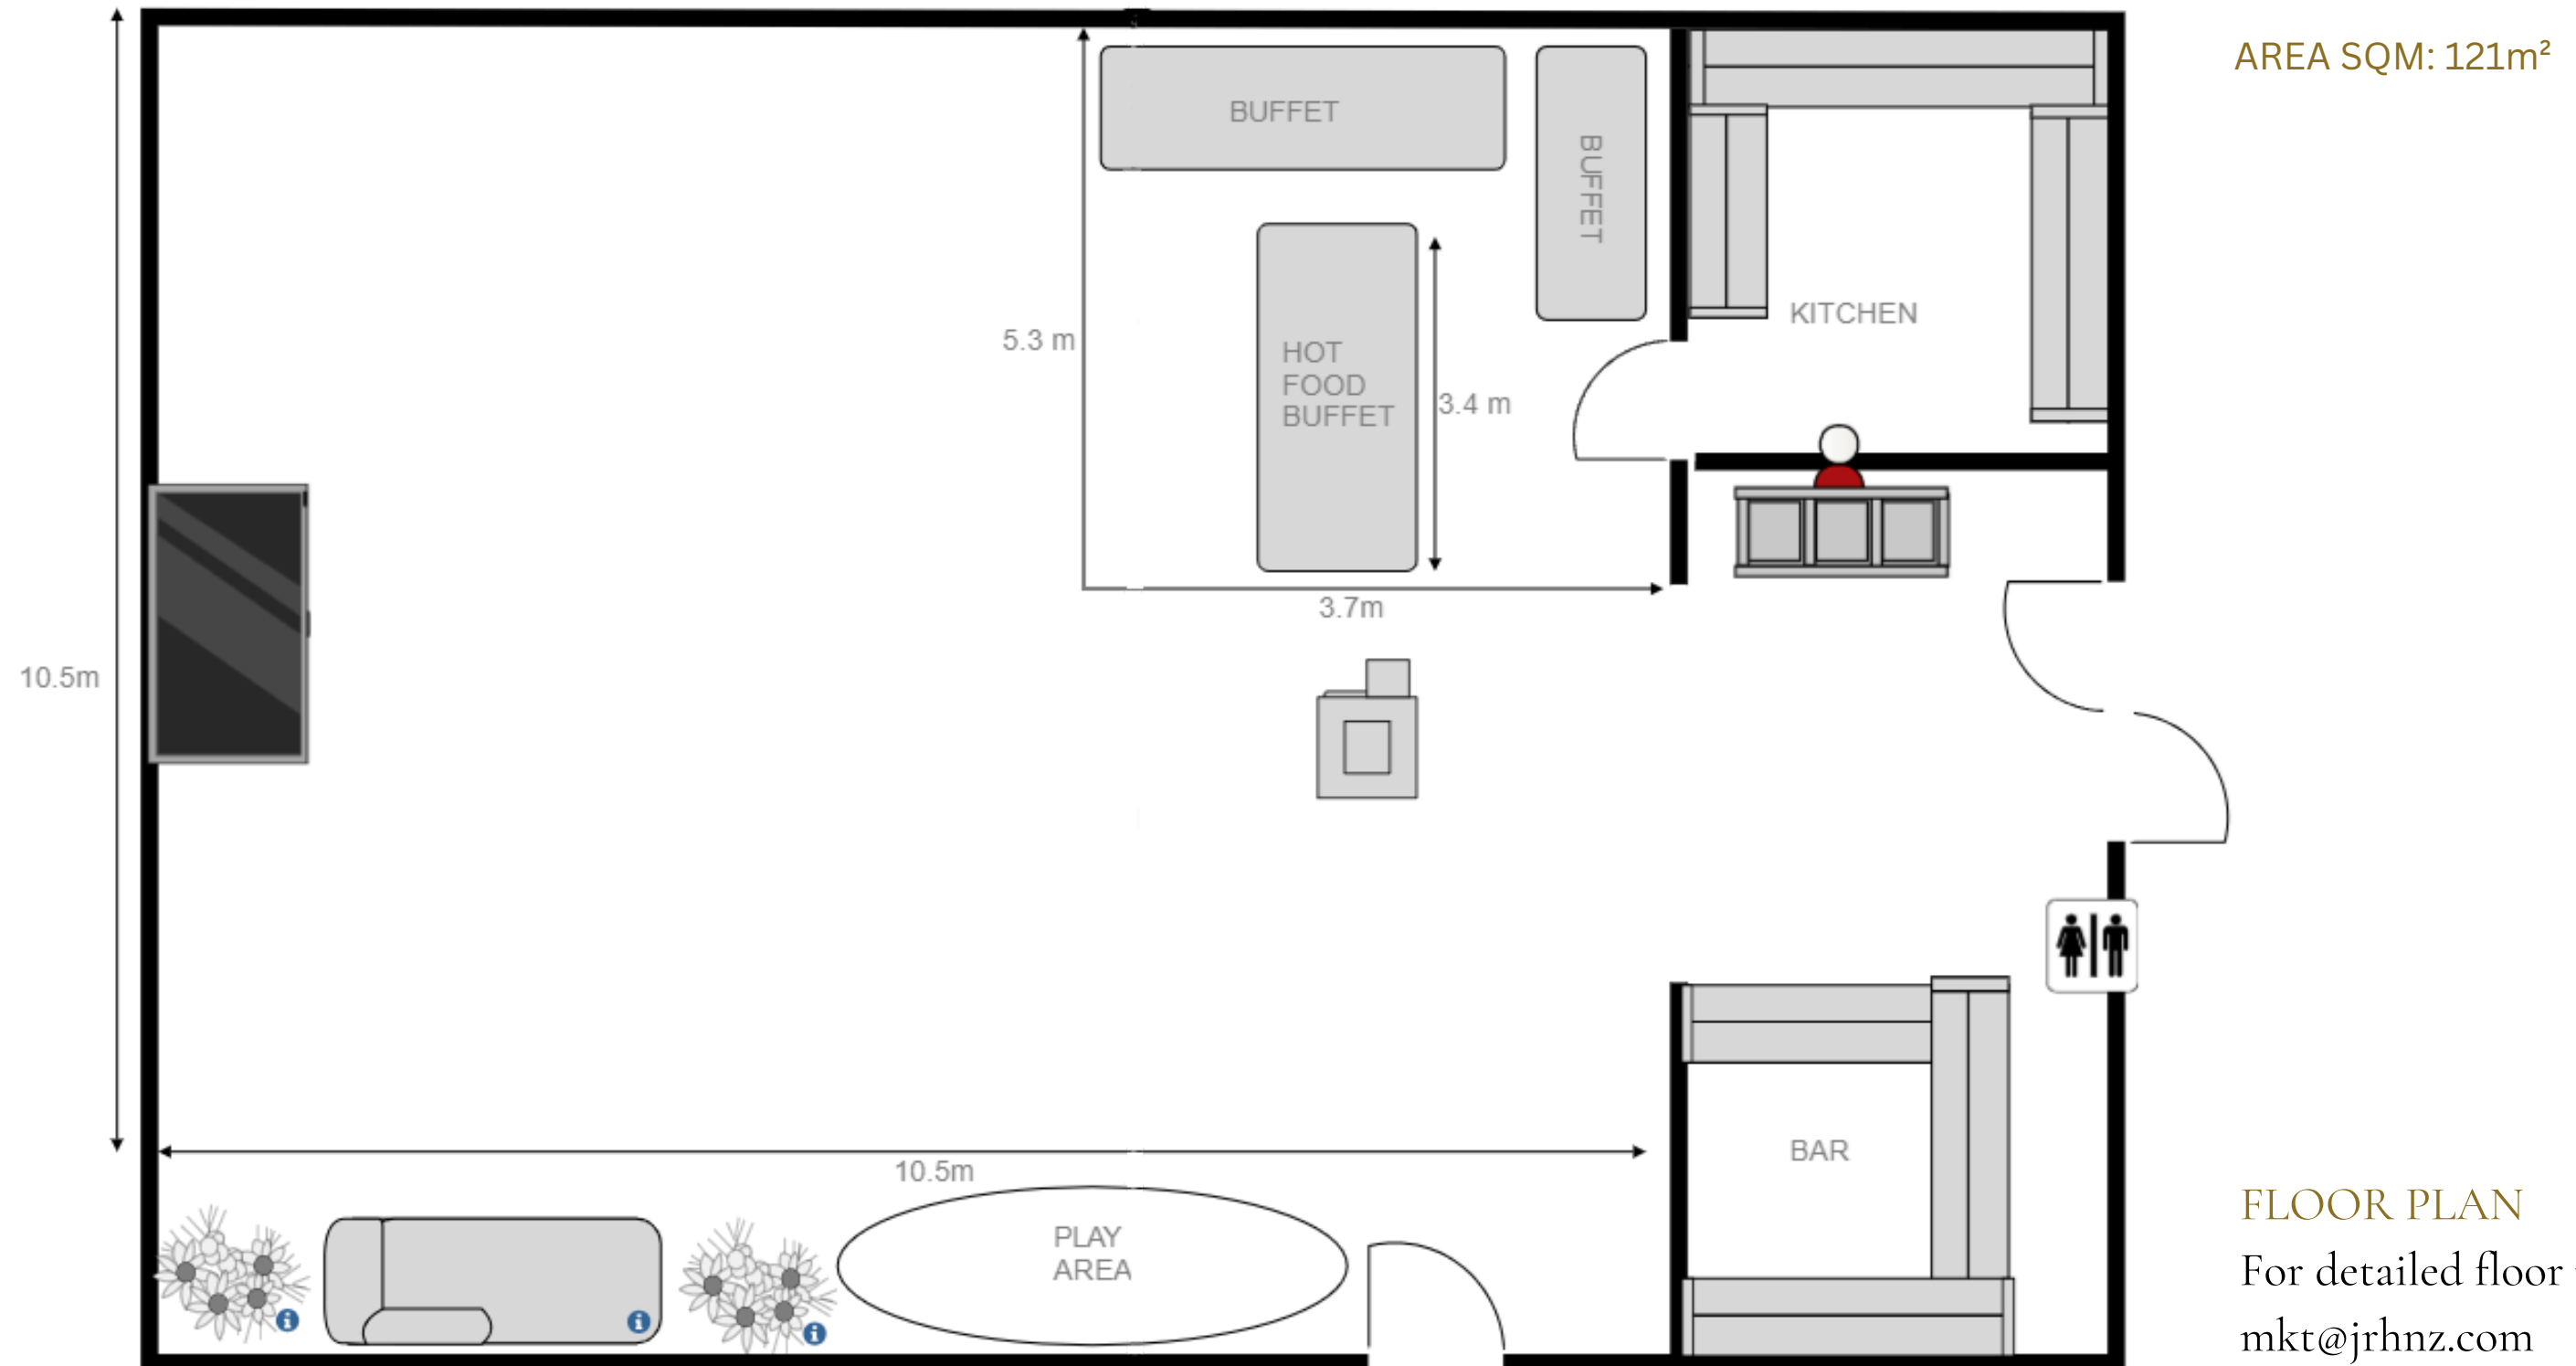 AREA SQM: 121m²
BUFFET
BUFFET
KITCHEN
5.3 m
HOT
FOOD
BUFFET
3.4 m
3.7m
10.5m
10.5m
BAR
PLAY
AREA
FLOOR PLAN
For detailed floor
mkt@jrhnz.com